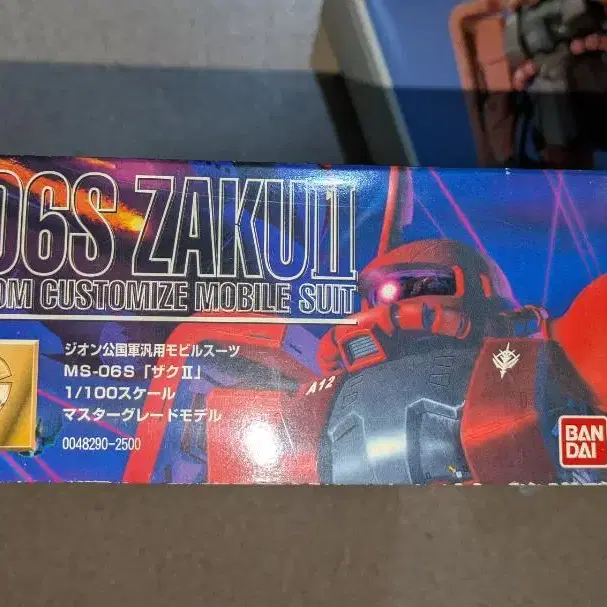 06S ZAKUII
OM CUSTOMIZE MOBILE SUIT
ジオン公国軍汎用モビルスーツ
MS-06S「ザクII」
1/100スケール
マスターグレードモデル
0048290-2500
A12
BAN
DAI